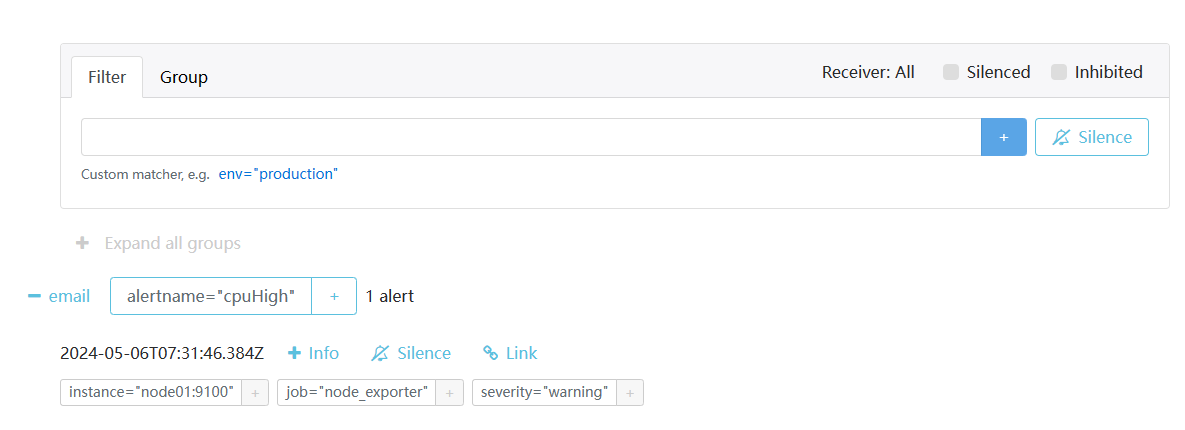 Filter Group Receiver: All Silenced Inhibited
+ Silence
Custom matcher, e.g. env="production"
+ Expand all groups
− email alertname="cpuHigh" + 1 alert
2024-05-06T07:31:46.384Z + Info Silence Link
instance="node01:9100" + job="node_exporter" + severity="warning" +